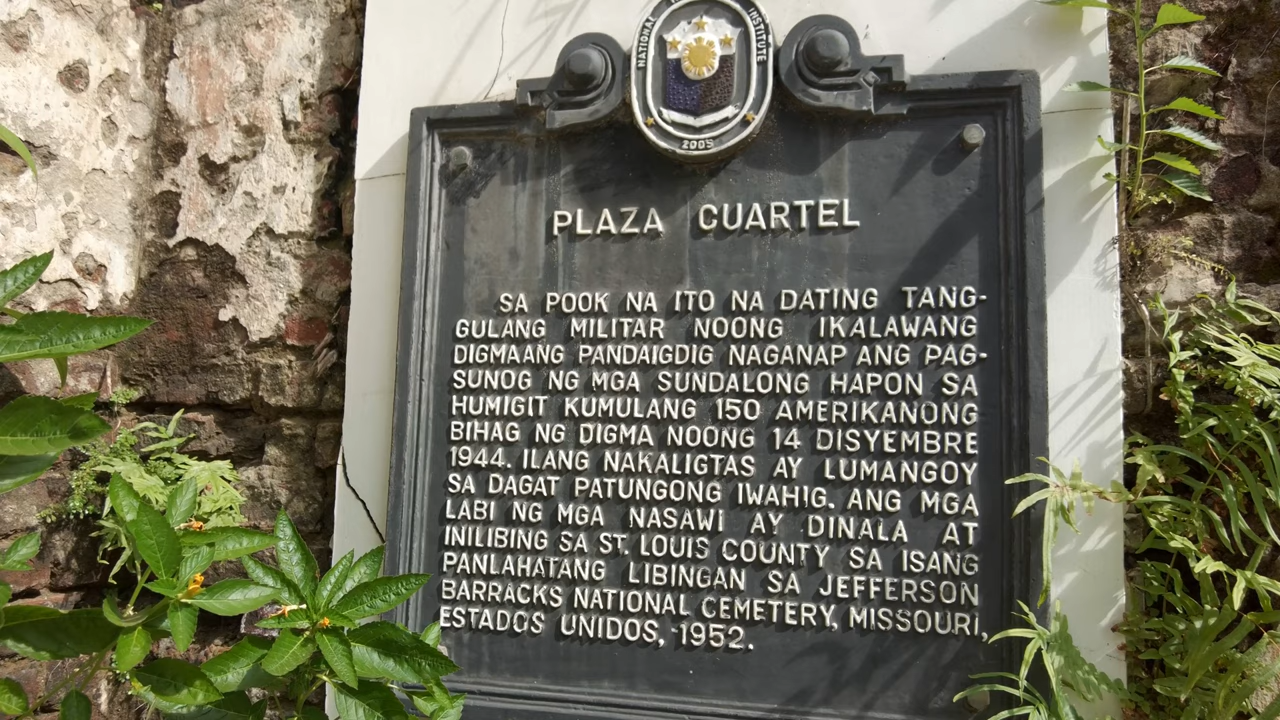 NATIONAL
INSTITUTE
2005
PLAZA CUARTEL
SA POOK NA ITO NA DATING TANG-
GULANG MILITAR NOONG IKALAWANG
DIGMAANG PANDAIGDIG NAGANAP ANG PAG-
SUNOG NG MGA SUNDALONG HAPON SA
HUMIGIT KUMULANG 150 AMERIKANONG
BIHAG NG DIGMA NOONG 14 DISYEMBRE
1944. ILANG NAKALIGTAS AY LUMANGOY
SA DAGAT PATUNGONG IWAHIG. ANG MGA
LABI NG MGA NASAWI AY DINALA AT
INILIBING SA ST. LOUIS COUNTY SA ISANG
PANLAHATANG LIBINGAN SA JEFFERSON
BARRACKS NATIONAL CEMETERY, MISSOURI,
ESTADOS UNIDOS, 1952.